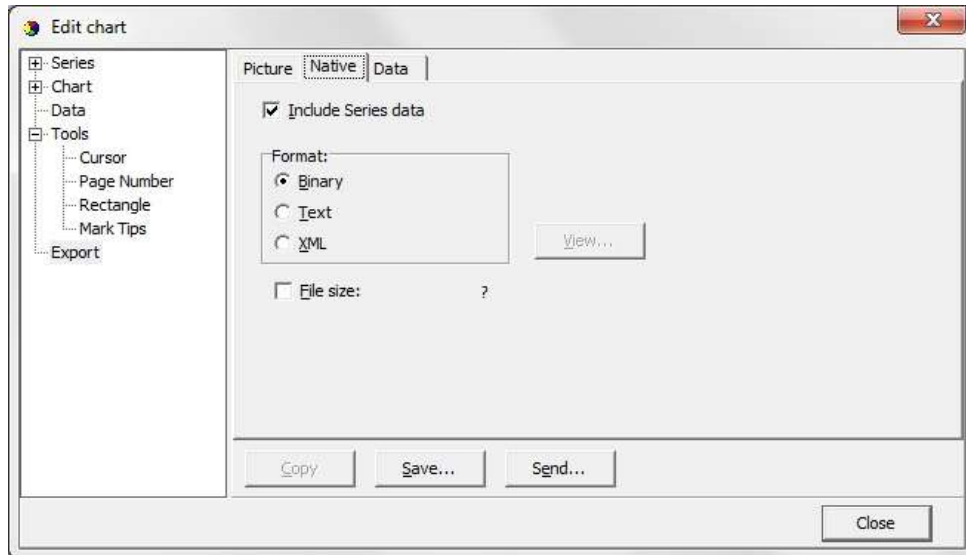 Edit chart
Series
Chart
Data
Tools
Cursor
Page Number
Rectangle
Mark Tips
Export
Picture Native Data
Include Series data
Format:
Binary
Text
XML
View...
File size: ?
Copy Save... Send...
Close